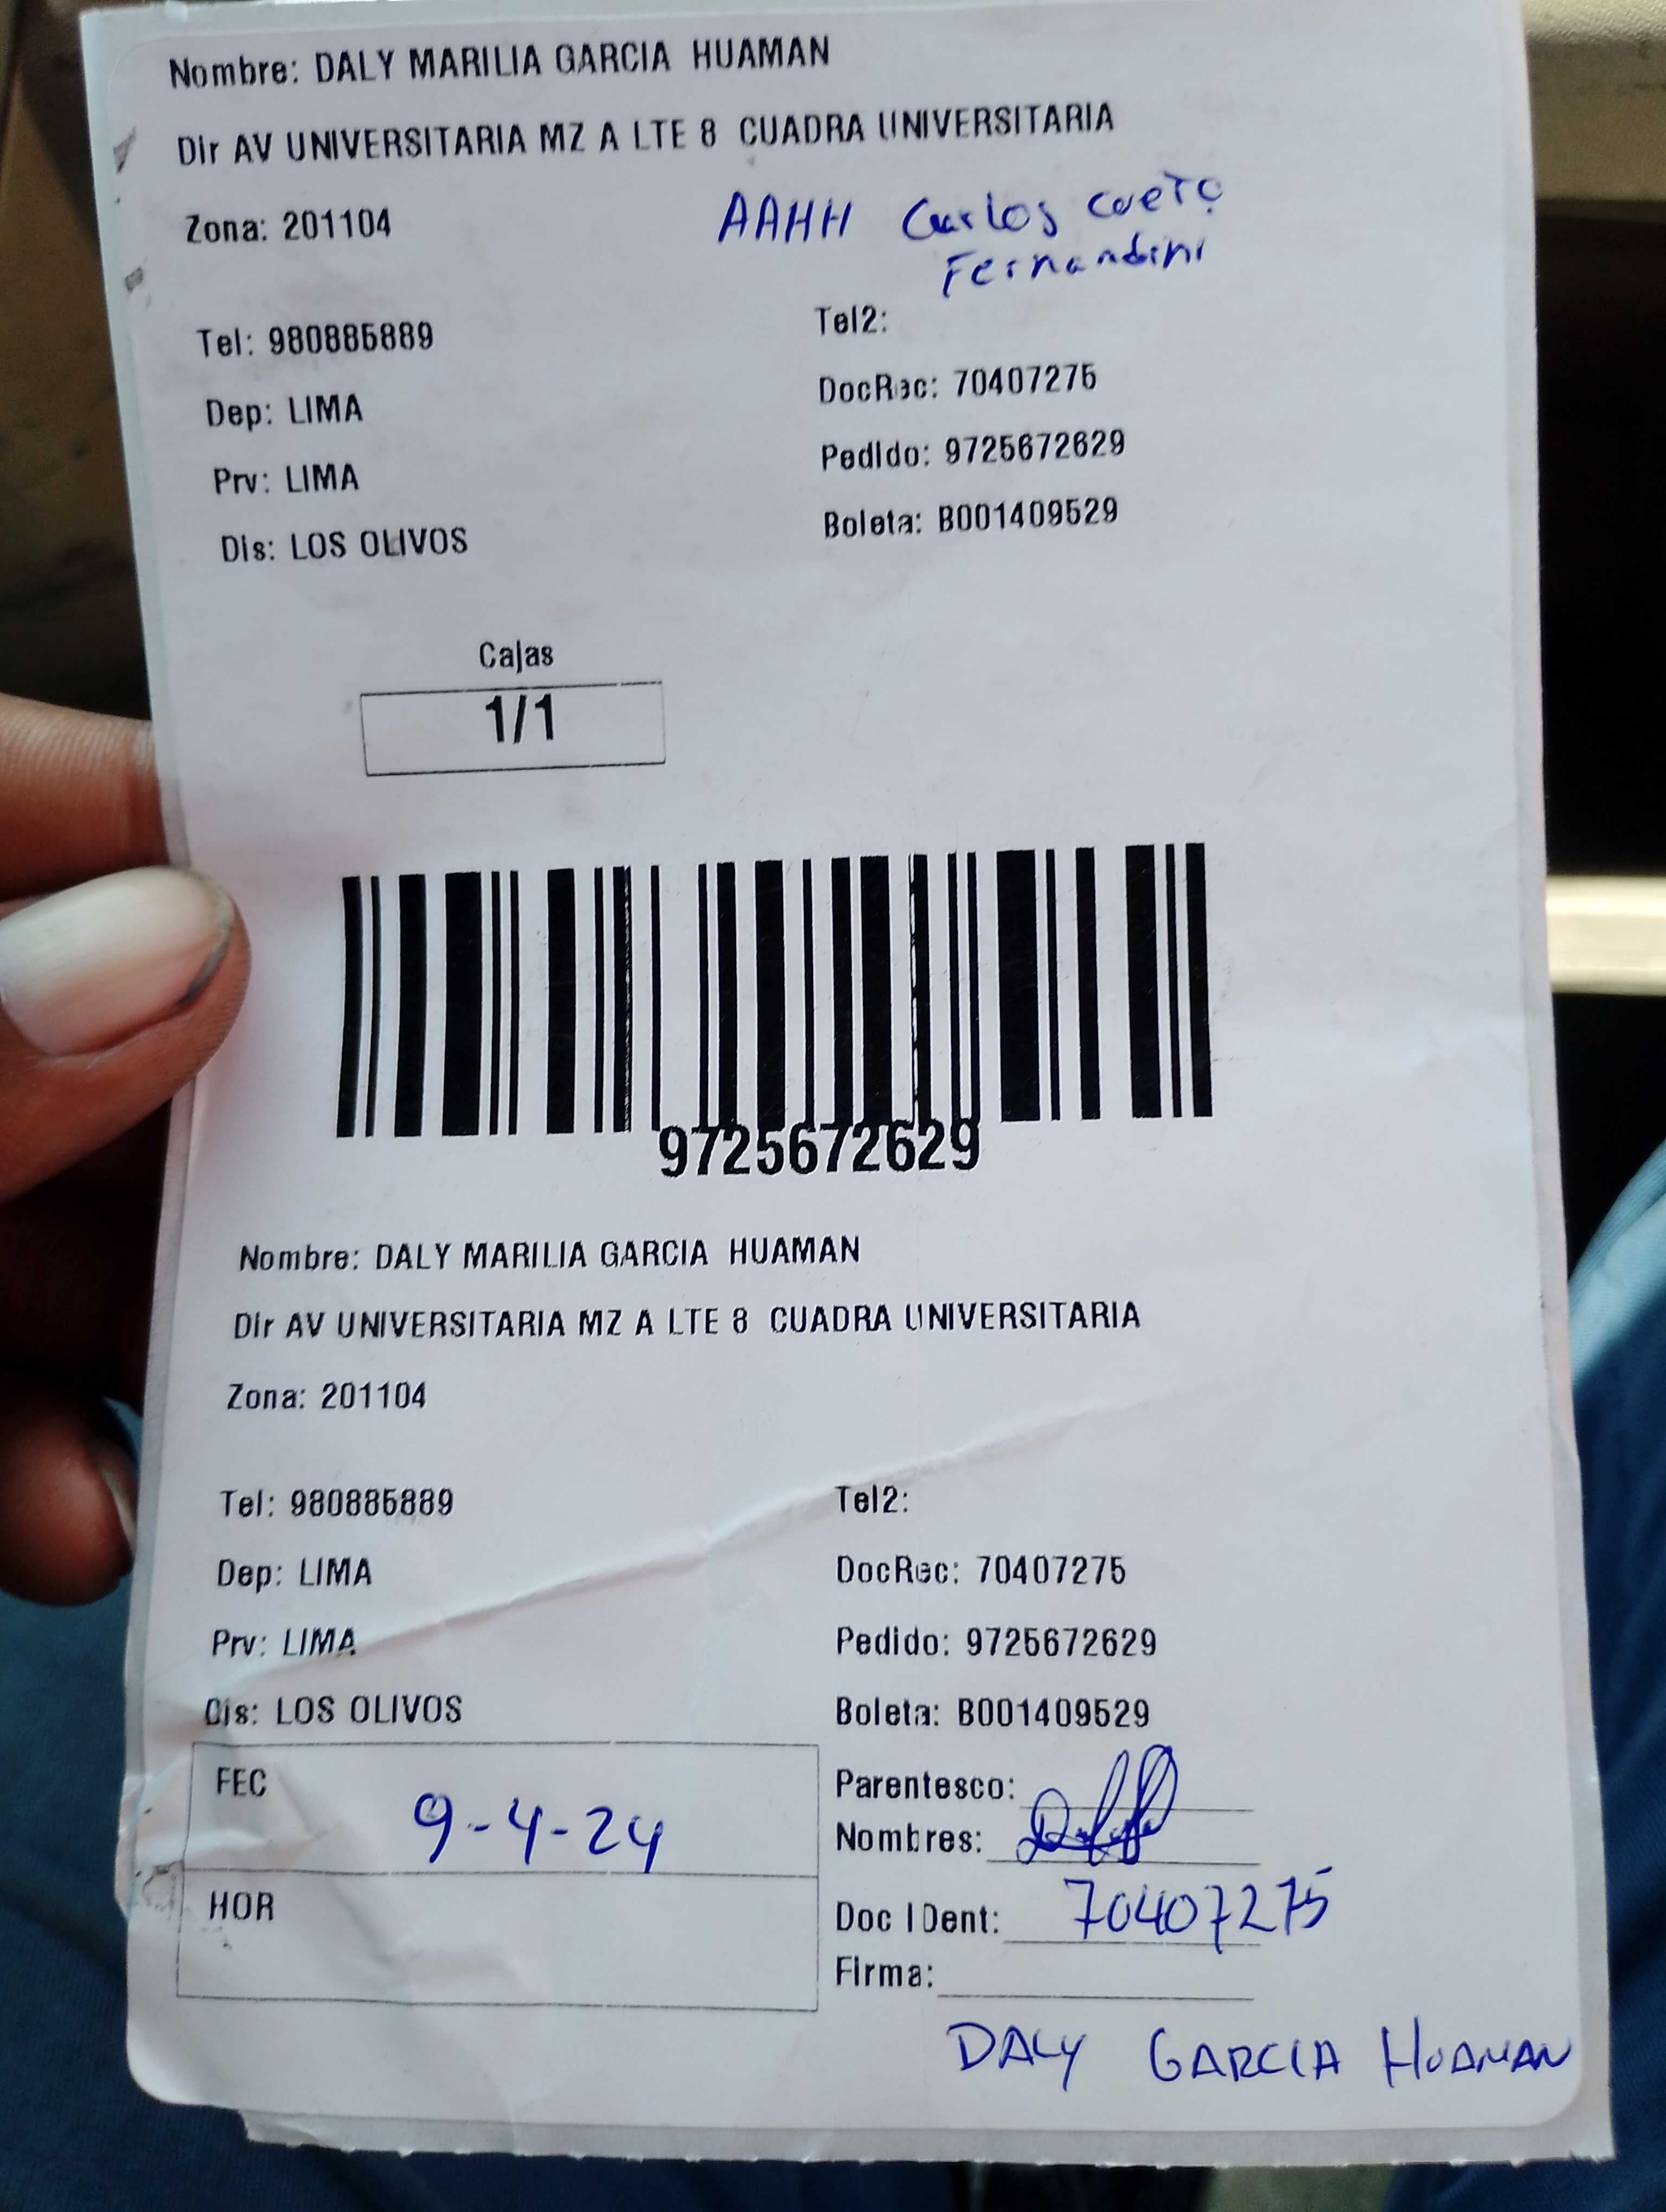 Nombre: DALY MARILIA GARCIA HUAMAN
Dir AV UNIVERSITARIA MZ A LTE 8 CUADRA UNIVERSITARIA
Zona: 201104
AAHH Carlos Cueto
Fernandini
Tel: 980885889
Tel2:
Dep: LIMA
DocRec: 70407275
Prv: LIMA
Pedido: 9725672629
Dis: LOS OLIVOS
Boleta: B001409529
Cajas
1/1
9725672629
Nombre: DALY MARILIA GARCIA HUAMAN
Dir AV UNIVERSITARIA MZ A LTE 8 CUADRA UNIVERSITARIA
Zona: 201104
Tel: 980885889
Tel2:
Dep: LIMA
DocRec: 70407275
Prv: LIMA
Pedido: 9725672629
Dis: LOS OLIVOS
Boleta: B001409529
FEC 9-4-24
Parentesco:
Nombres:
HOR
Doc IDent: 70407275
Firma:
DALY GARCIA HUAMAN